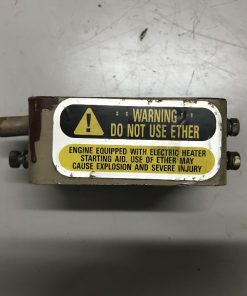 " WARNING "
DO NOT USE ETHER
ENGINE EQUIPPED WITH ELECTRIC HEATER
STARTING AID. USE OF ETHER MAY
CAUSE EXPLOSION AND SEVERE INJURY